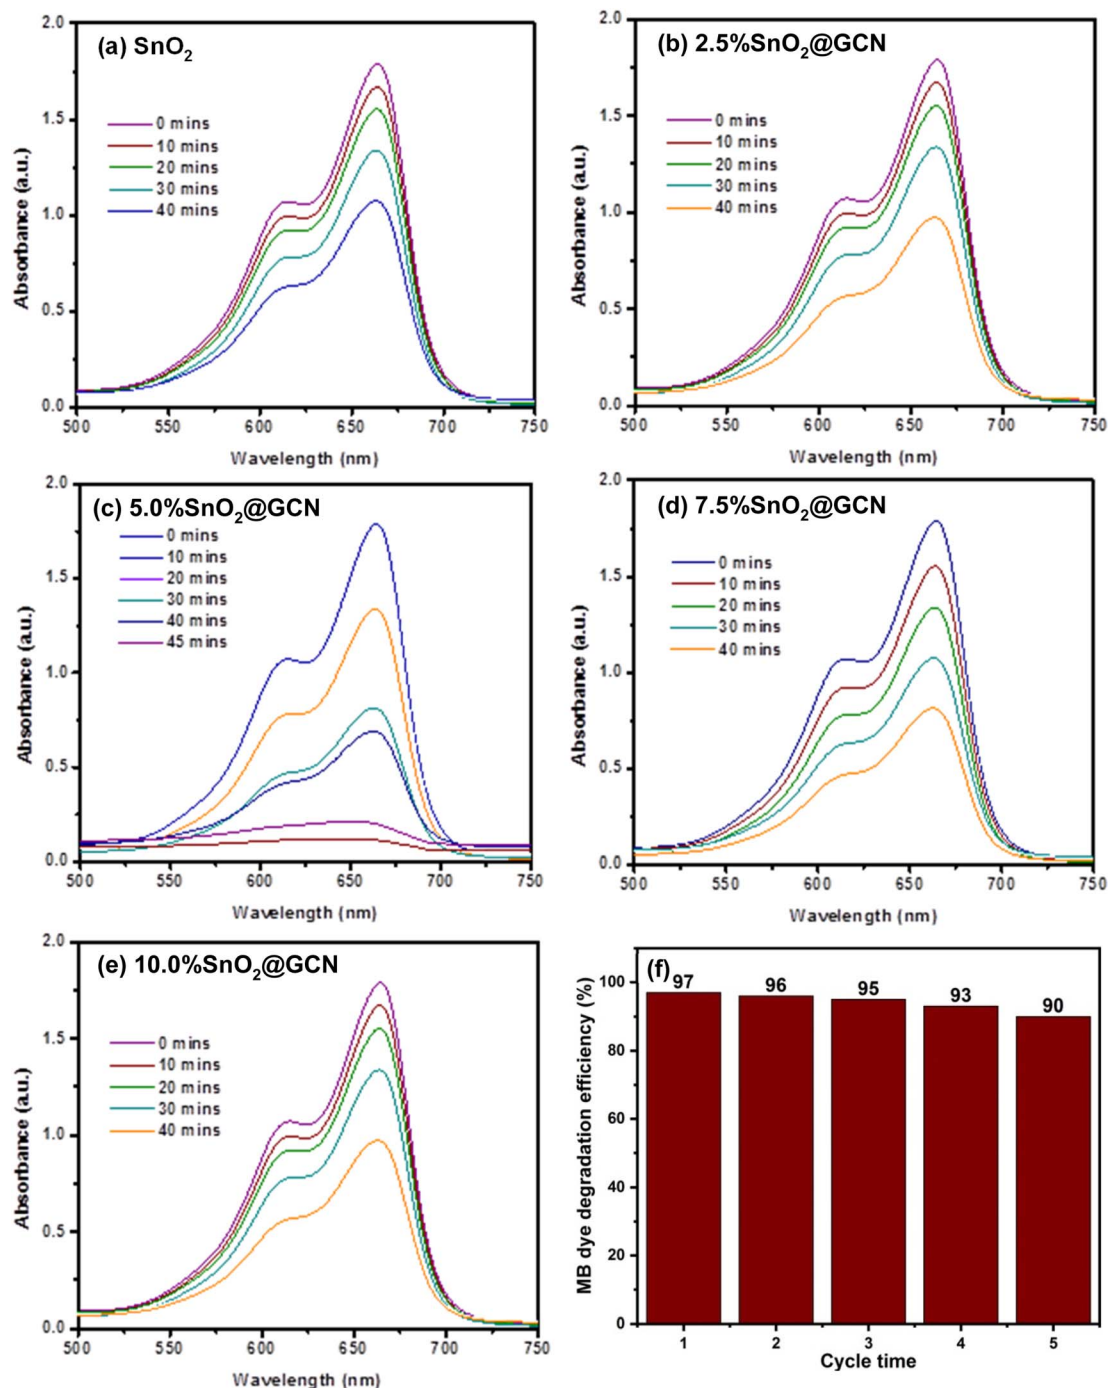 (a) SnO₂
0 mins
10 mins
20 mins
30 mins
40 mins
2.0
1.5
1.0
0.5
0.0
500 550 600 650 700 750
Absorbance (a.u.)
Wavelength (nm)
(b) 2.5%SnO₂@GCN
0 mins
10 mins
20 mins
30 mins
40 mins
2.0
1.5
1.0
0.5
0.0
500 550 600 650 700 750
Absorbance (a.u.)
Wavelength (nm)
(c) 5.0%SnO₂@GCN
0 mins
10 mins
20 mins
30 mins
40 mins
45 mins
2.0
1.5
1.0
0.5
0.0
500 550 600 650 700 750
Absorbance (a.u.)
Wavelength (nm)
(d) 7.5%SnO₂@GCN
0 mins
10 mins
20 mins
30 mins
40 mins
2.0
1.5
1.0
0.5
0.0
500 550 600 650 700 750
Absorbance (a.u.)
Wavelength (nm)
(e) 10.0%SnO₂@GCN
0 mins
10 mins
20 mins
30 mins
40 mins
2.0
1.5
1.0
0.5
0.0
500 550 600 650 700 750
Absorbance (a.u.)
Wavelength (nm)
(f)
97 96 95 93 90
100
80
60
40
20
0
1 2 3 4 5
MB dye degradation efficiency (%)
Cycle time